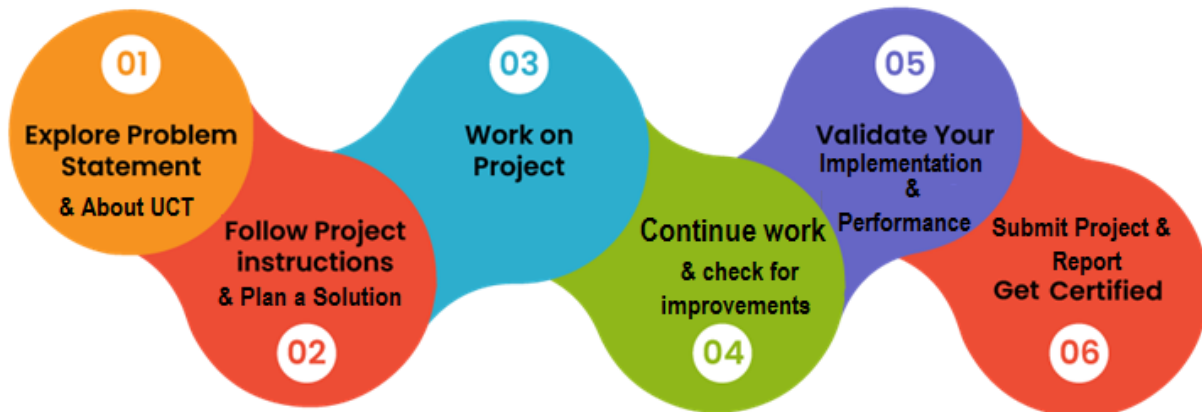 01
Explore Problem
Statement
& About UCT
Follow Project
instructions
& Plan a Solution
02
03
Work on
Project
Continue work
& check for
improvements
04
05
Validate Your
Implementation
&
Performance
Submit Project &
Report
Get Certified
06